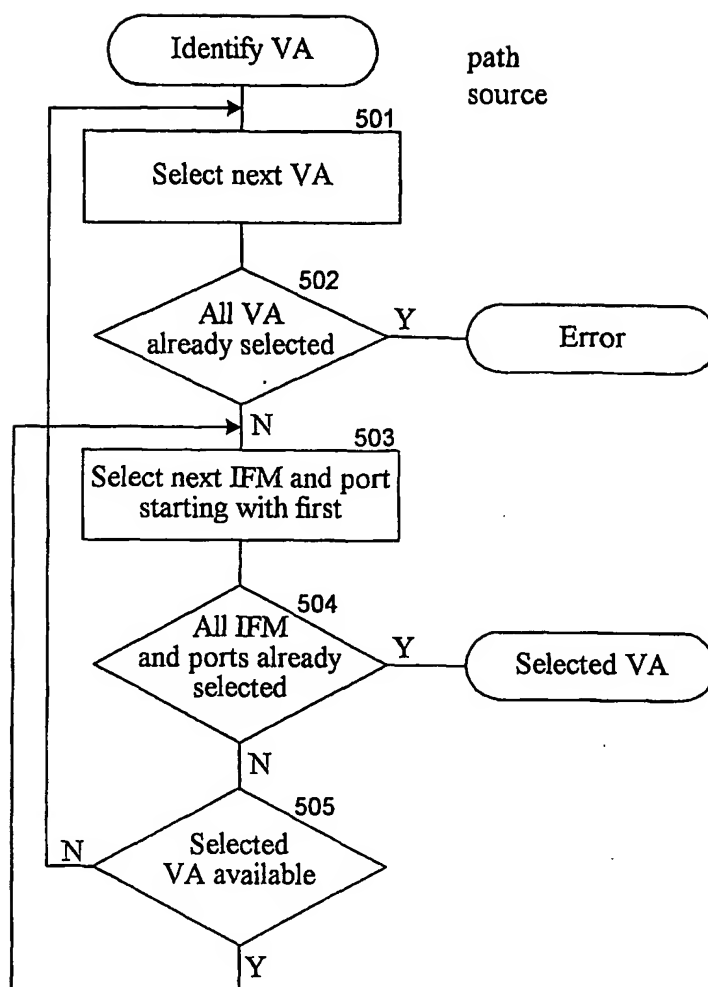 Identify VA
path
source
501
Select next VA
502
All VA
already selected
Y
Error
N
503
Select next IFM and port
starting with first
504
All IFM
and ports already
selected
Y
Selected VA
N
505
Selected
VA available
N
Y